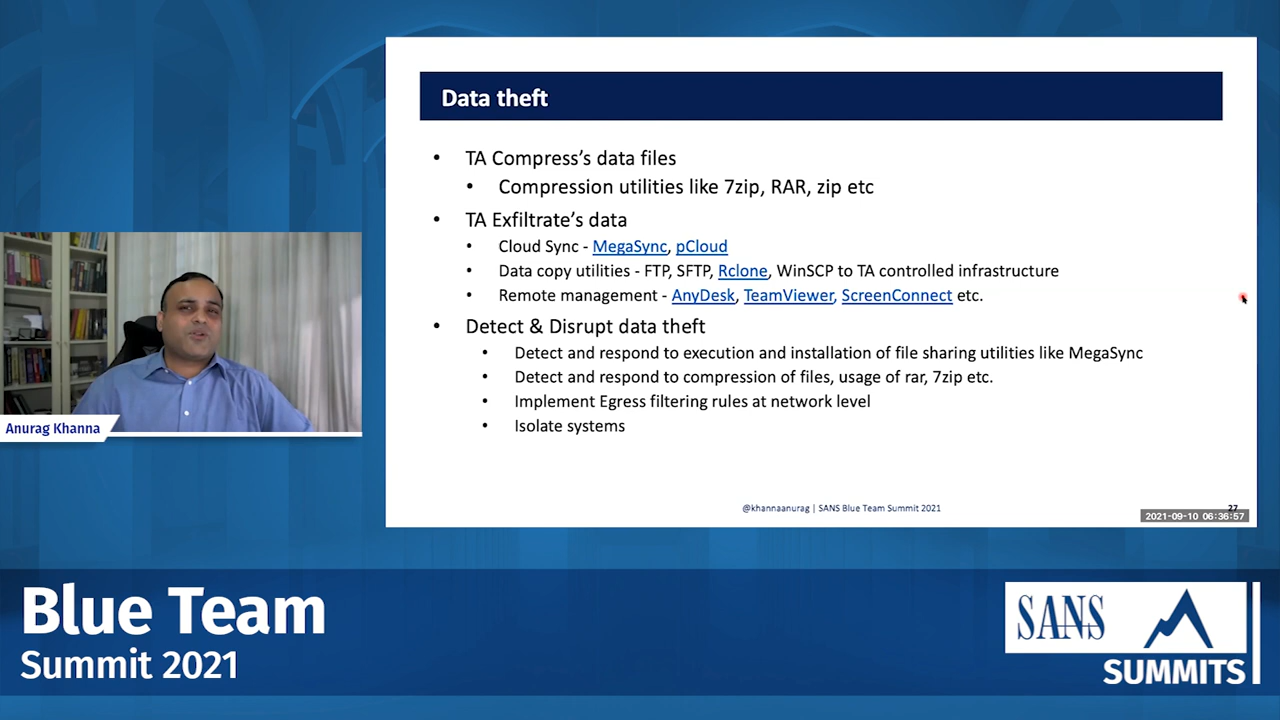 Data theft
• TA Compress’s data files
• Compression utilities like 7zip, RAR, zip etc
• TA Exfiltrate’s data
• Cloud Sync - MegaSync, pCloud
• Data copy utilities - FTP, SFTP, Rclone, WinSCP to TA controlled infrastructure
• Remote management - AnyDesk, TeamViewer, ScreenConnect etc.
• Detect & Disrupt data theft
• Detect and respond to execution and installation of file sharing utilities like MegaSync
• Detect and respond to compression of files, usage of rar, 7zip etc.
• Implement Egress filtering rules at network level
• Isolate systems
@khannaanurag | SANS Blue Team Summit 2021
27
2021-09-10 06:36:57
Anurag Khanna
Blue Team
Summit 2021
SANS
SUMMITS